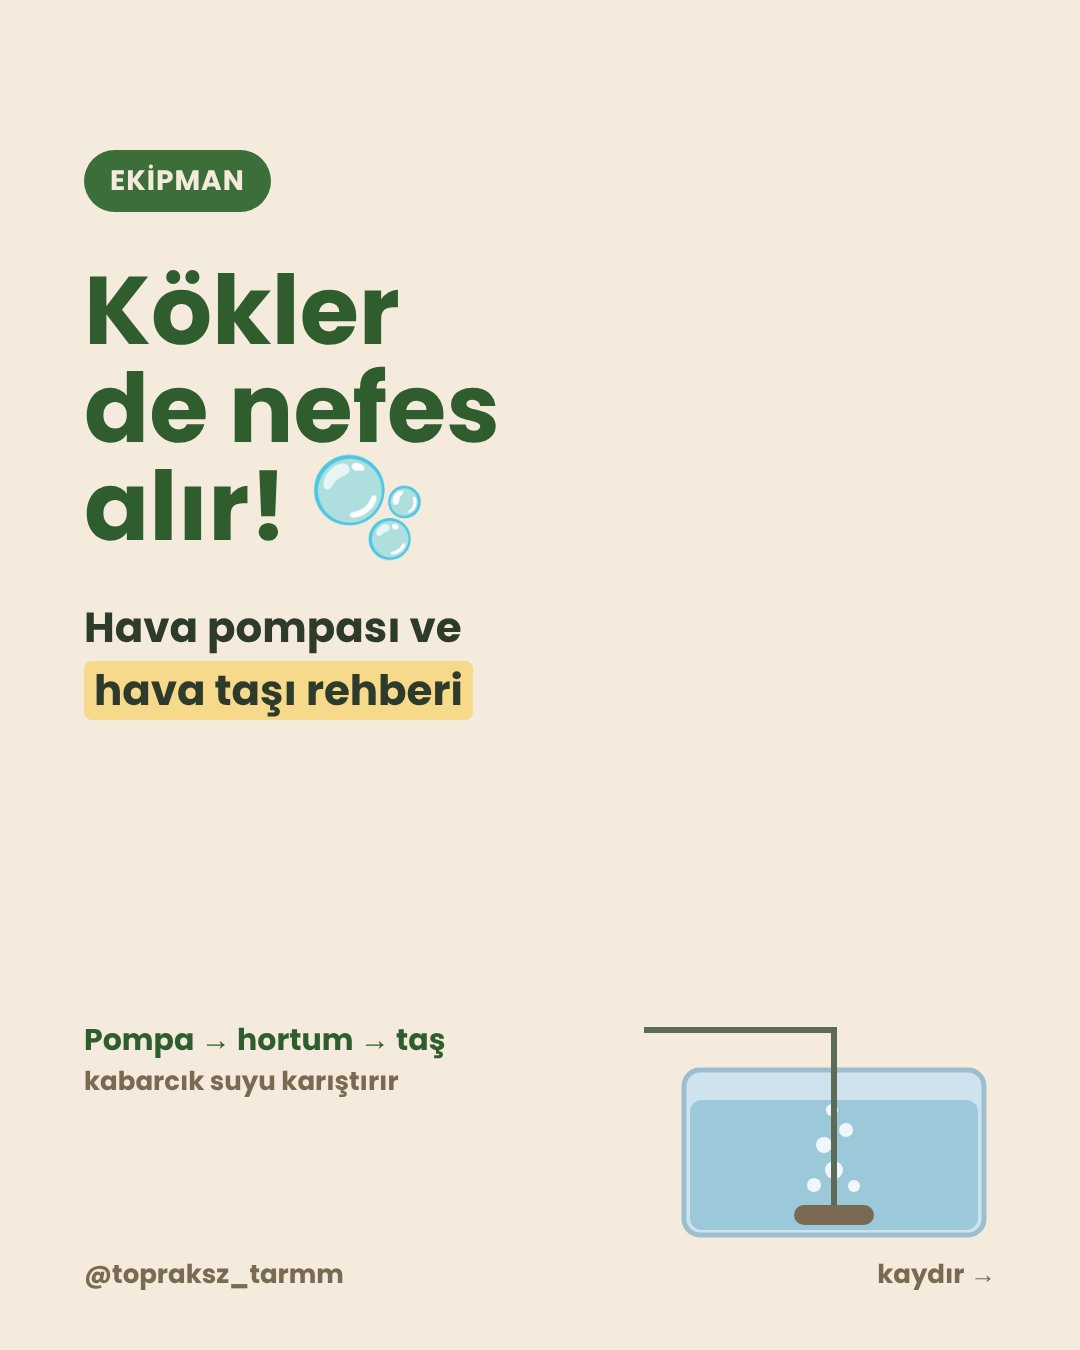 EKİPMAN
Kökler
de nefes
alır! 🫧
Hava pompası ve
hava taşı rehberi
Pompa → hortum → taş
kabarcık suyu karıştırır
@topraksz_tarmm
kaydır →